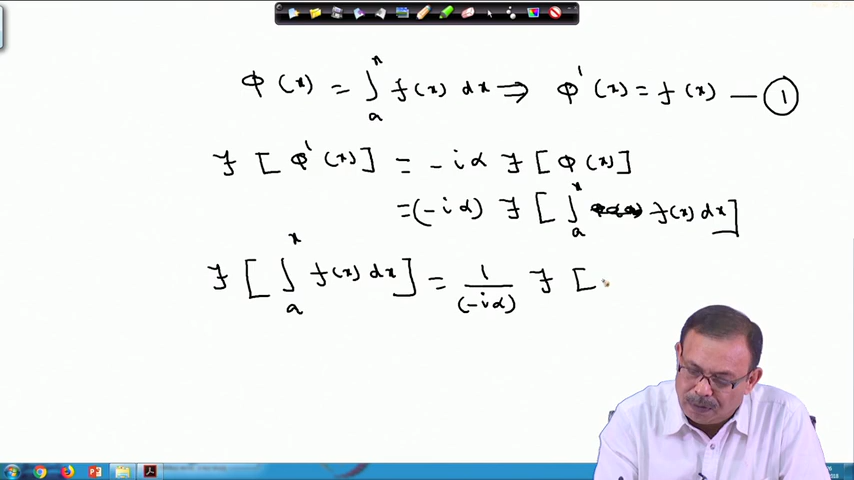 Φ(x) = ∫ₐˣ f(x) dx ⇒ Φ'(x) = f(x) — ①
F [Φ'(x)] = -iα F [Φ(x)]
= (-iα) F [∫ₐˣ f(x) dx]
F [∫ₐˣ f(x) dx] = 1/(-iα) F [